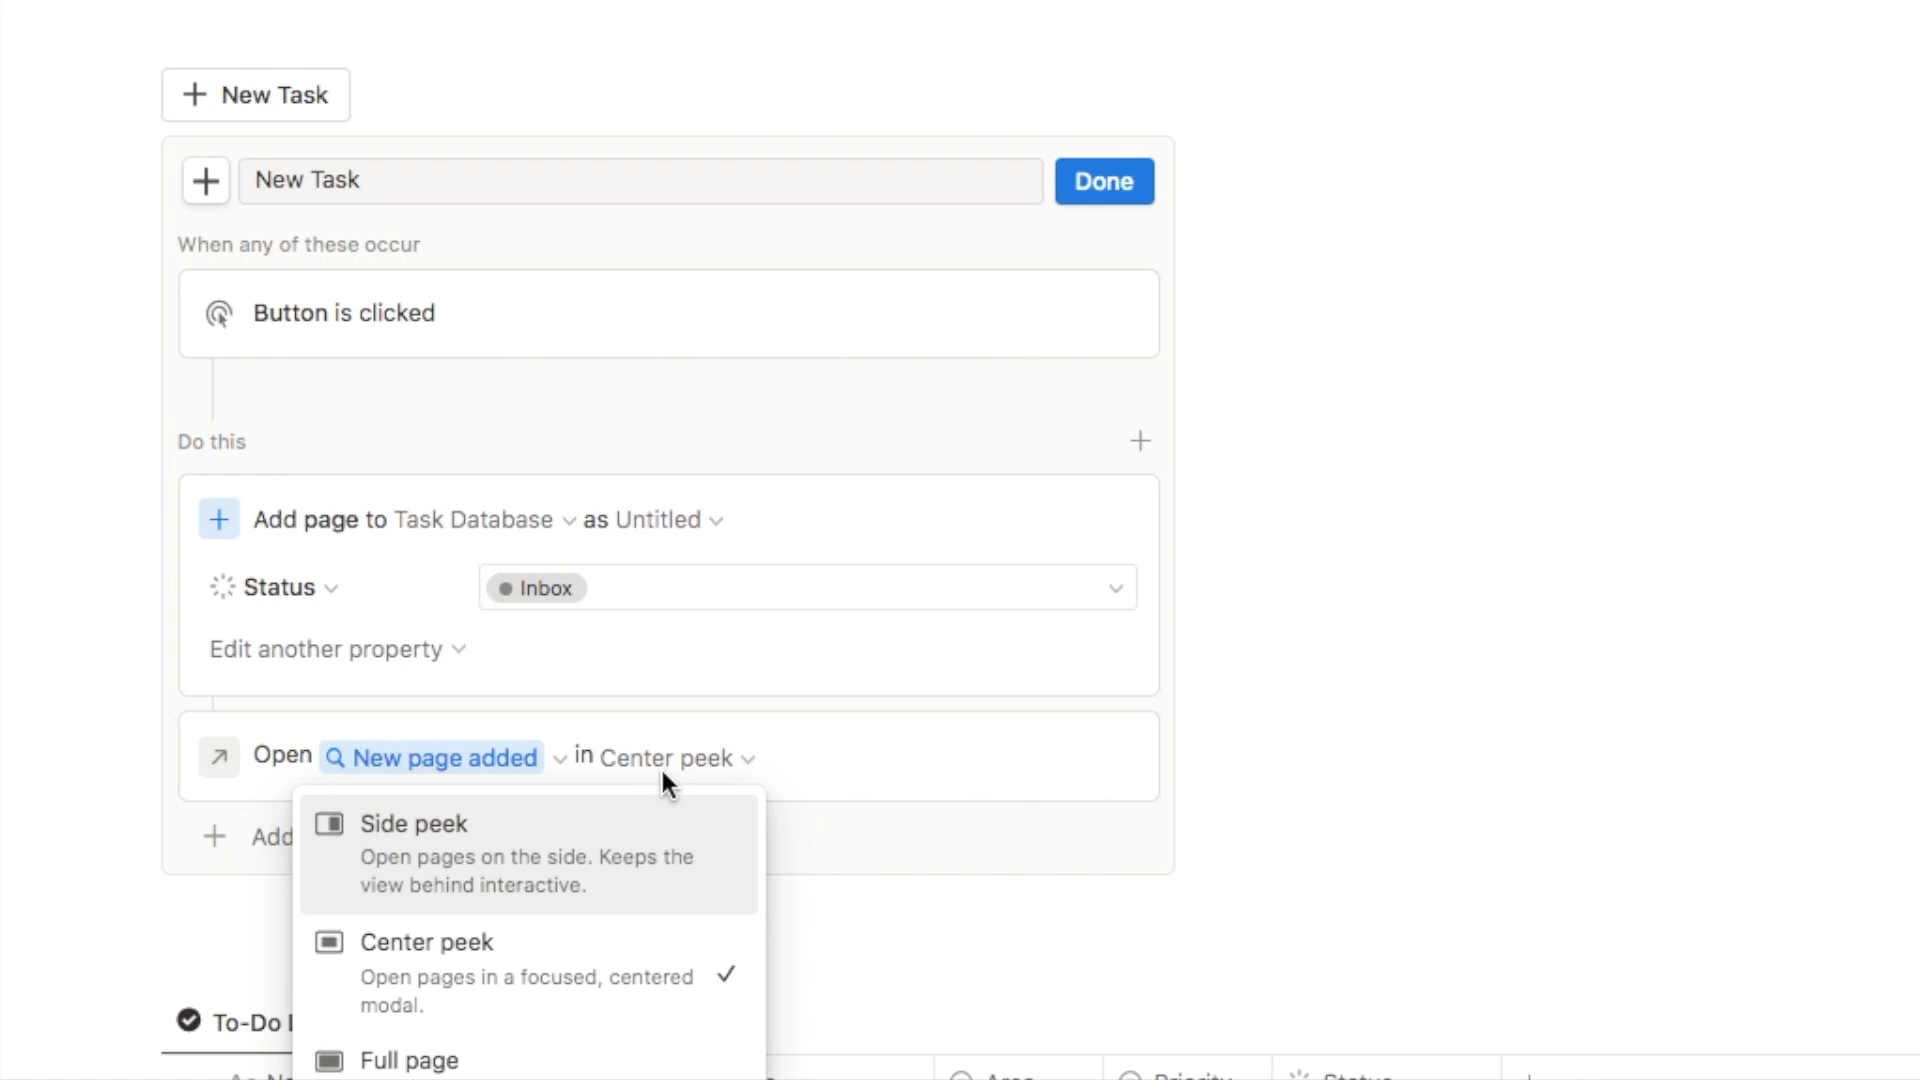 New Task
New Task
Done
When any of these occur
Button is clicked
Do this
Add page to Task Database as Untitled
Status
Inbox
Edit another property
Open New page added in Center peek
Add
Side peek
Open pages on the side. Keeps the
view behind interactive.
Center peek
Open pages in a focused, centered
modal.
To-Do
Full page
Area
Priority
Status